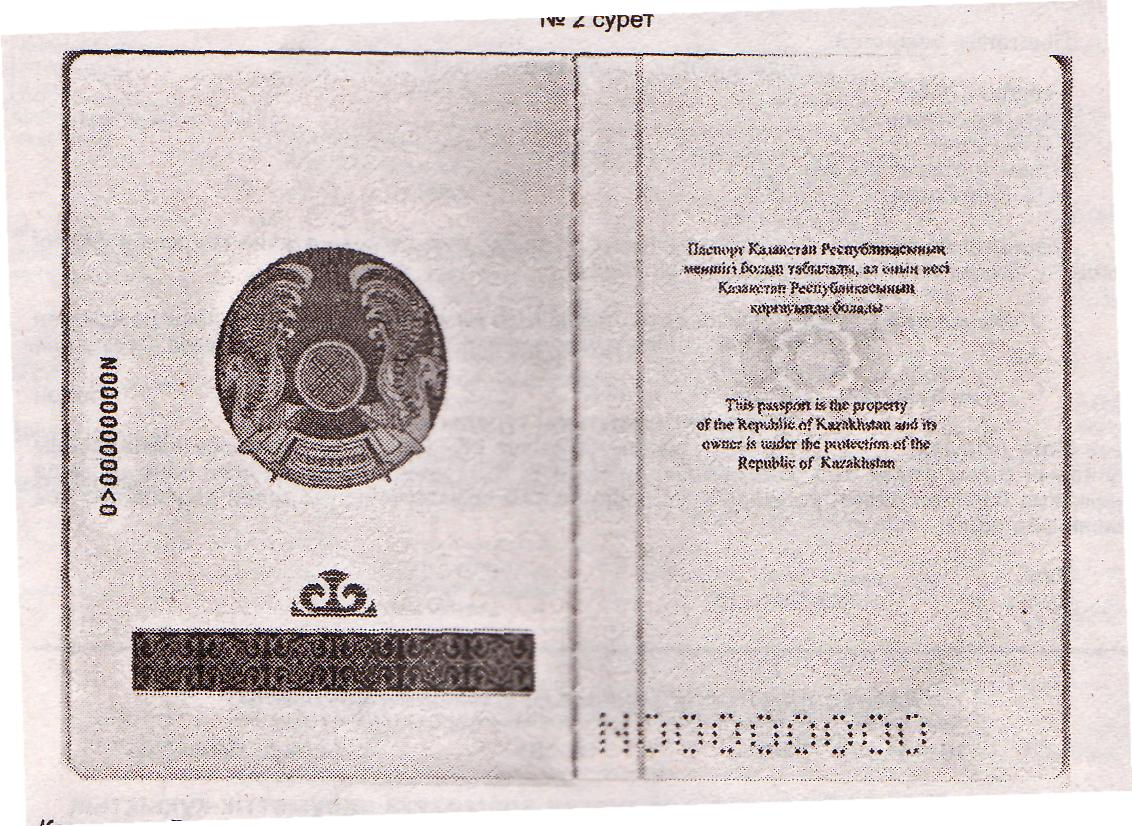 № 2 сурет
N00000000<0
Паспорт Қазақстан Республикасының
меншігі болып табылады, ал оның иесі
Қазақстан Республикасының
қорғауында болады
This passport is the property
of the Republic of Kazakhstan and its
owner is under the protection of the
Republic of Kazakhstan
N00000000